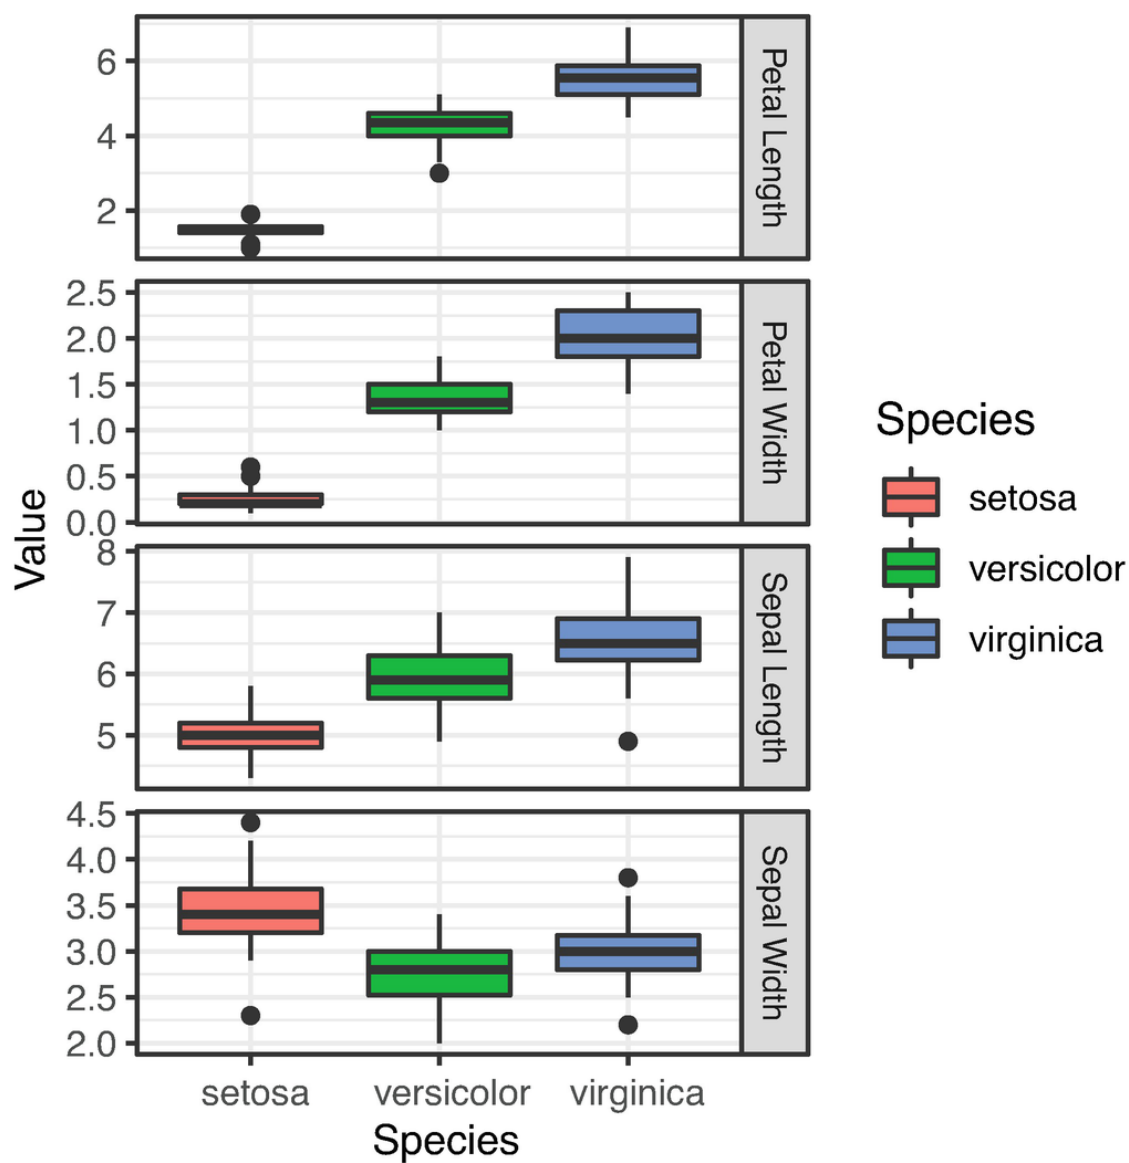 6
4
2
Petal Length
2.5
2.0
1.5
1.0
0.5
0.0
Petal Width
8
7
6
5
Sepal Length
4.5
4.0
3.5
3.0
2.5
2.0
Sepal Width
Value
setosa
versicolor
virginica
Species
Species
setosa
versicolor
virginica